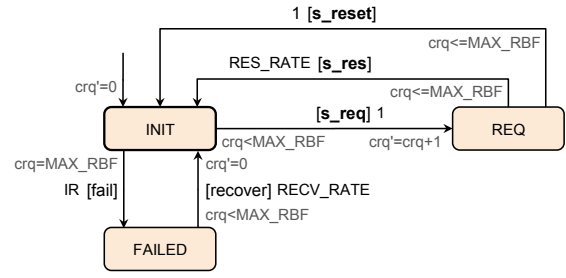 1 [s_reset]
crq<=MAX_RBF
RES_RATE [s_res]
crq'=0
crq<=MAX_RBF
[s_req] 1
INIT
REQ
crq<MAX_RBF
crq'=crq+1
crq=MAX_RBF
crq'=0
IR [fail]
[recover] RECV_RATE
crq<MAX_RBF
FAILED